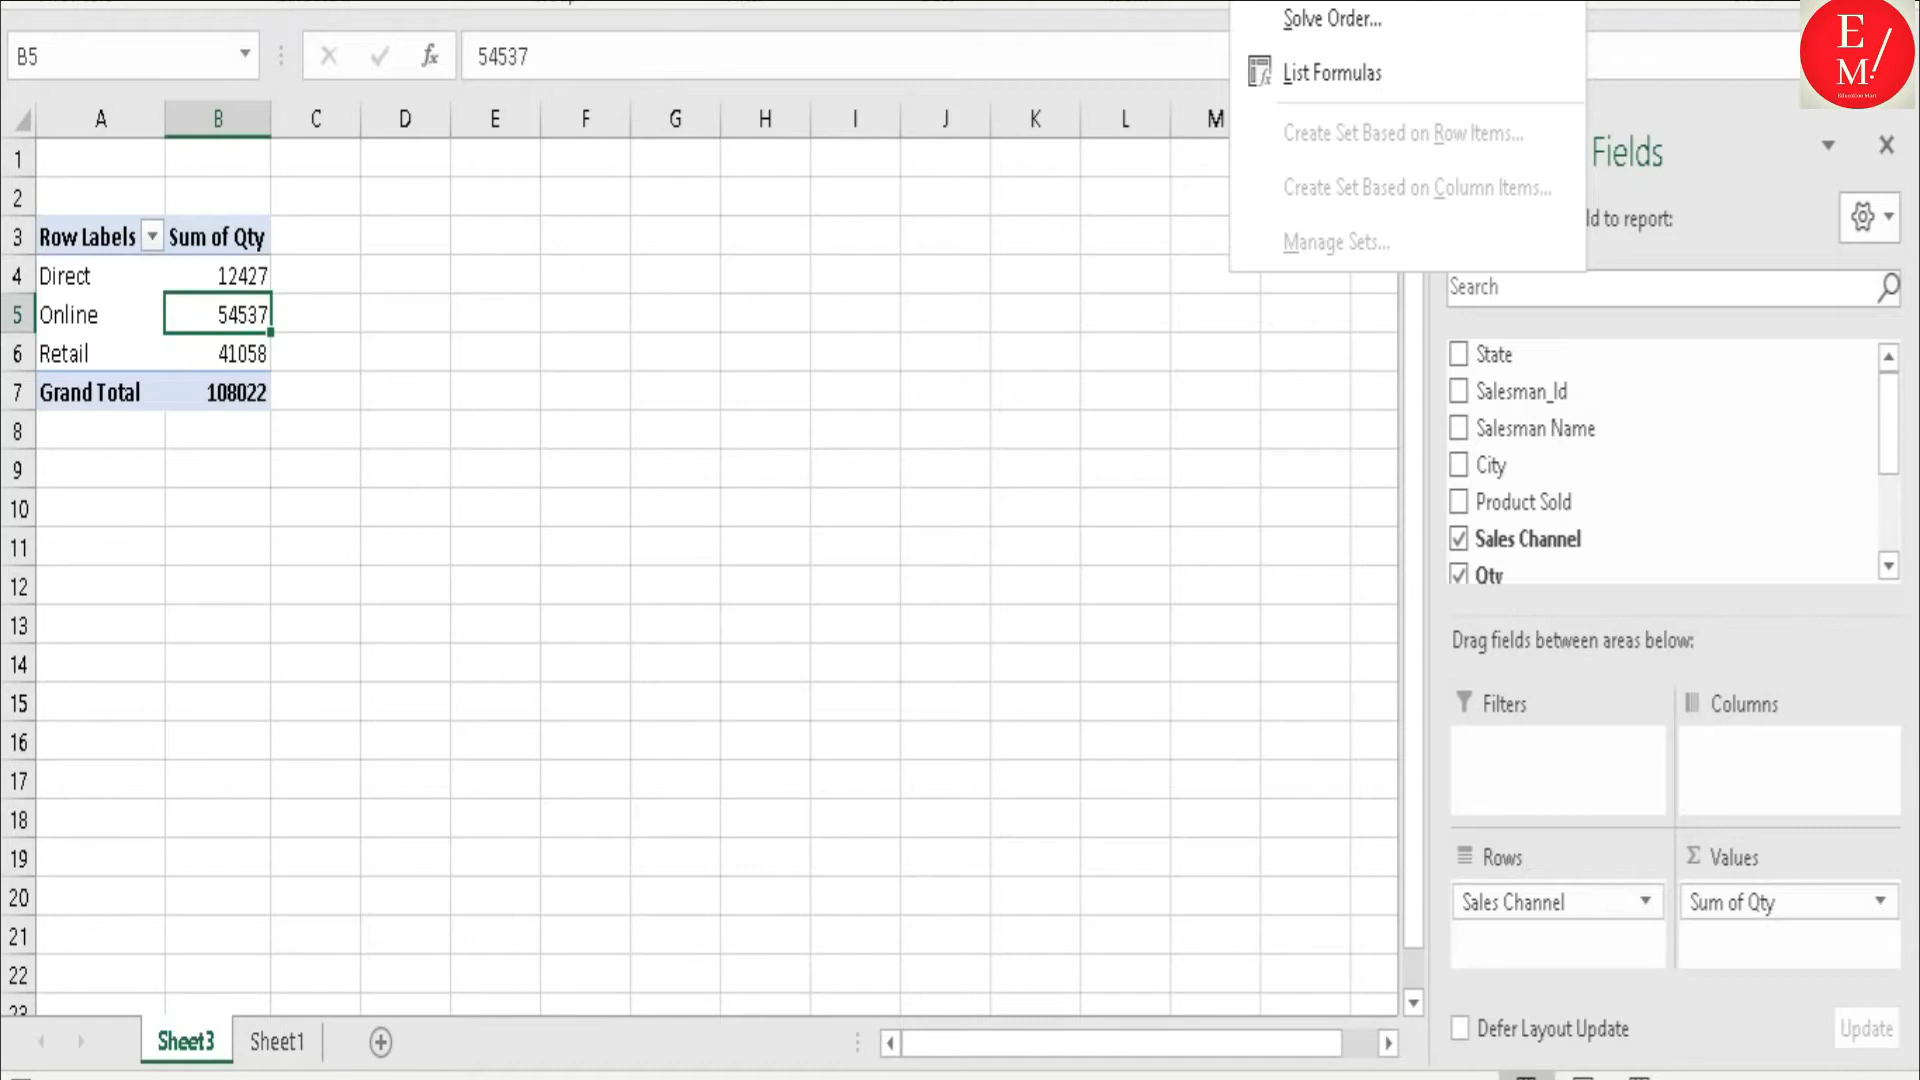 Solve Order...
List Formulas
Create Set Based on Row Items...
Create Set Based on Column Items...
Manage Sets...
E
M!
Education Mart
B5
fx
54537
A B C D E F G H I J K L M
1
2
3 Row Labels Sum of Qty
4 Direct 12427
5 Online 54537
6 Retail 41058
7 Grand Total 108022
8
9
10
11
12
13
14
15
16
17
18
19
20
21
22
23
Sheet3 Sheet1
Fields
ld to report:
Search
State
Salesman_Id
Salesman Name
City
Product Sold
Sales Channel
Qty
Drag fields between areas below:
Filters
Columns
Rows
Σ Values
Sales Channel
Sum of Qty
Defer Layout Update
Update